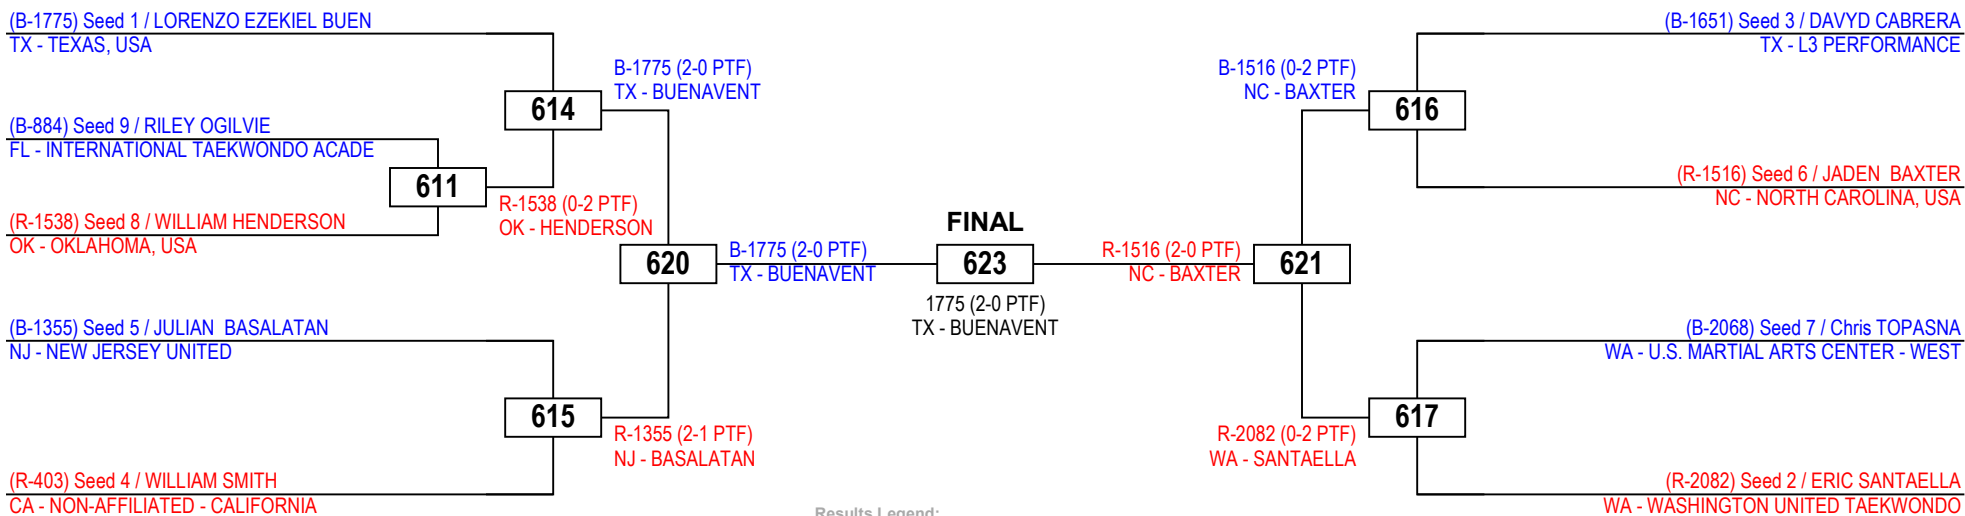 (B-1775) Seed 1 / LORENZO EZEKIEL BUEN
TX - TEXAS, USA
B-1775 (2-0 PTF)
TX - BUENAVENT
614
(B-884) Seed 9 / RILEY OGILVIE
FL - INTERNATIONAL TAEKWONDO ACADE
611
R-1538 (0-2 PTF)
OK - HENDERSON
(R-1538) Seed 8 / WILLIAM HENDERSON
OK - OKLAHOMA, USA
620
B-1775 (2-0 PTF)
TX - BUENAVENT
(B-1355) Seed 5 / JULIAN  BASALATAN
NJ - NEW JERSEY UNITED
615
R-1355 (2-1 PTF)
NJ - BASALATAN
(R-403) Seed 4 / WILLIAM SMITH
CA - NON-AFFILIATED - CALIFORNIA
FINAL
623
1775 (2-0 PTF)
TX - BUENAVENT
(B-1651) Seed 3 / DAVYD CABRERA
TX - L3 PERFORMANCE
B-1516 (0-2 PTF)
NC - BAXTER
616
(R-1516) Seed 6 / JADEN  BAXTER
NC - NORTH CAROLINA, USA
R-1516 (2-0 PTF)
NC - BAXTER
621
(B-2068) Seed 7 / Chris TOPASNA
WA - U.S. MARTIAL ARTS CENTER - WEST
617
R-2082 (0-2 PTF)
WA - SANTAELLA
(R-2082) Seed 2 / ERIC SANTAELLA
WA - WASHINGTON UNITED TAEKWONDO
Results Legend: